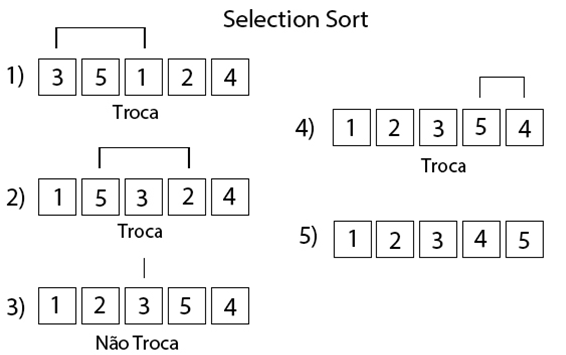 Selection Sort
1) 3 5 1 2 4
Troca
2) 1 5 3 2 4
Troca
3) 1 2 3 5 4
Não Troca
4) 1 2 3 5 4
Troca
5) 1 2 3 4 5